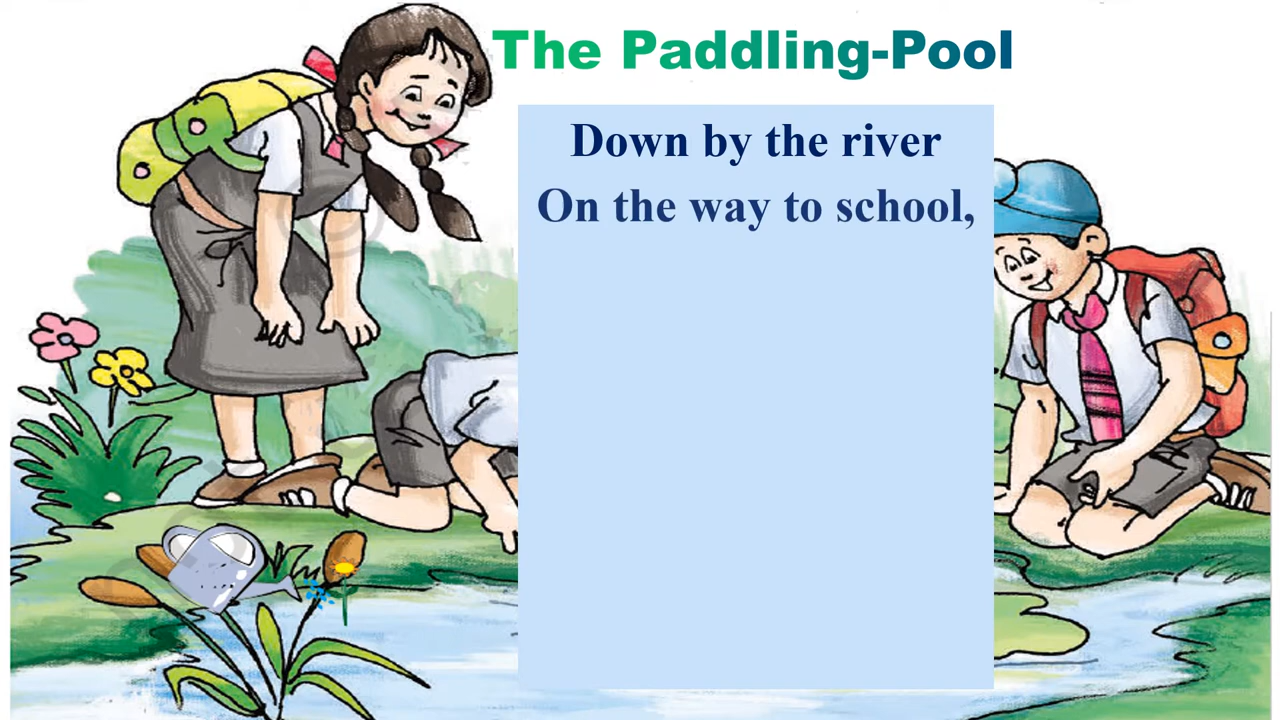 The Paddling-Pool
Down by the river
On the way to school,